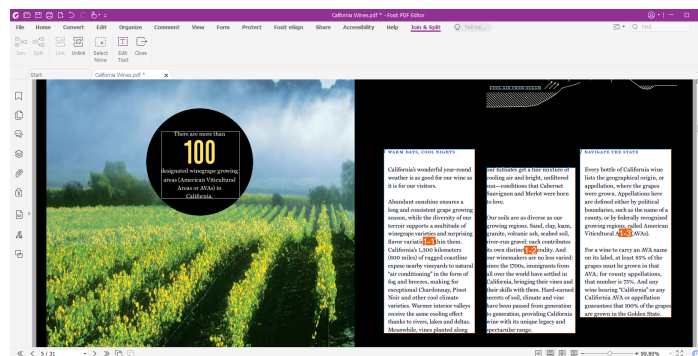 California Wines.pdf * - Foxit PDF Editor
File Home Convert Edit Organize Comment View Form Protect Foxit eSign Share Accessibility Help Join & Split Tell me... Find
Join Split Link Unlink Select None Edit Text Close
Start California Wines.pdf * x
There are more than
100
designated winegrape growing
areas (American Viticultural
Areas or AVAs) in
California.
WARM DAYS, COOL NIGHTS
California's wonderful year-round
weather is as good for our wine as
it is for our visitors.
Abundant sunshine ensures a
long and consistent grape growing
season, while the diversity of our
terroir supports a multitude of
winegrape varieties and surprising
flavor variati 1-1 thin them.
California's 1,300 kilometers
(800 miles) of rugged coastline
expose nearby vineyards to natural
"air conditioning" in the form of
fog and breezes, making for
exceptional Chardonnay, Pinot
Noir and other cool climate
varieties. Warmer interior valleys
receive the same cooling effect
thanks to rivers, lakes and deltas.
Meanwhile, vines planted along
our hillsides get a fine mixture of
cooling air and bright, unfiltered
sun—conditions that Cabernet
Sauvignon and Merlot were born
to love.
Our soils are as diverse as our
growing regions. Sand, clay, loam,
granite, volcanic ash, seabed soil,
river-run gravel: each contributes
its own distinct 1-2 orality. And
our winemakers are no less varied:
since the 1700s, immigrants from
all over the world have settled in
California, bringing their vines and
their skills with them. Hard-earned
secrets of soil, climate and vine
have been passed from generation
to generation, providing California
wine with its unique legacy and
spectacular range.
NAVIGATE THE STATE
Every bottle of California wine
lists the geographical origin, or
appellation, where the grapes
were grown. Appellations here
are defined either by political
boundaries, such as the name of a
county, or by federally recognized
growing regions, called American
Viticultural A 1-3 AVAs).
For a wine to carry an AVA name
on its label, at least 85% of the
grapes must be grown in that
AVA; for county appellations,
that number is 75%. And any
wine bearing "California" or any
California AVA or appellation
guarantees that 100% of the grapes
are grown in the Golden State.
5 / 31
99.80%